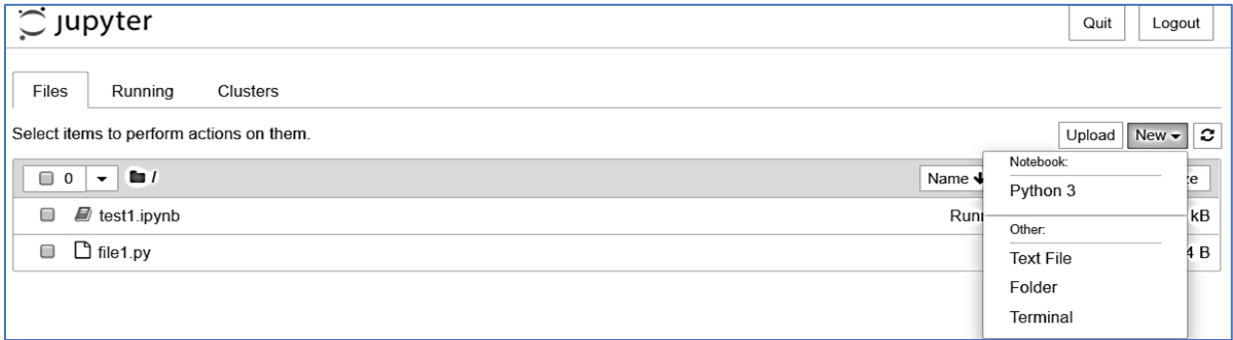 jupyter
Quit Logout
Files Running Clusters
Select items to perform actions on them.
Upload New
0 / Name
test1.ipynb
kB
file1.py
4 B
Notebook:
Python 3
Other:
Text File
Folder
Terminal